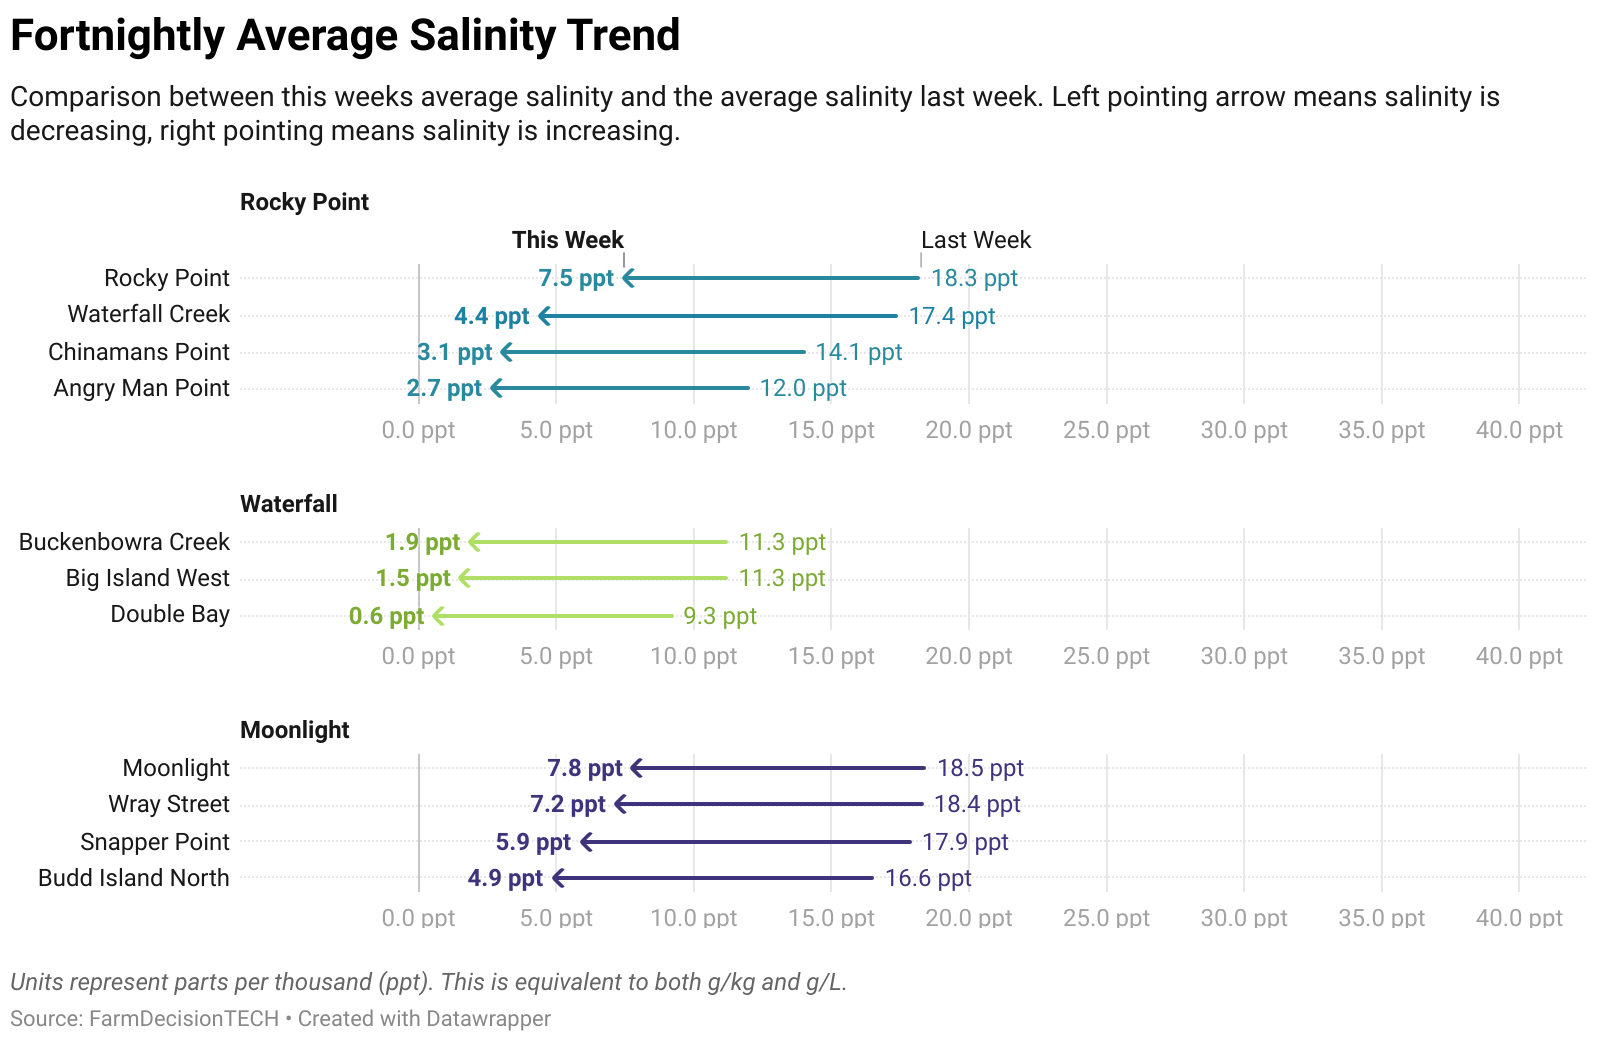 Fortnightly Average Salinity Trend
Comparison between this weeks average salinity and the average salinity last week. Left pointing arrow means salinity is
decreasing, right pointing means salinity is increasing.
Rocky Point
This Week Last Week
Rocky Point 7.5 ppt 18.3 ppt
Waterfall Creek 4.4 ppt 17.4 ppt
Chinamans Point 3.1 ppt 14.1 ppt
Angry Man Point 2.7 ppt 12.0 ppt
0.0 ppt 5.0 ppt 10.0 ppt 15.0 ppt 20.0 ppt 25.0 ppt 30.0 ppt 35.0 ppt 40.0 ppt
Waterfall
Buckenbowra Creek 1.9 ppt 11.3 ppt
Big Island West 1.5 ppt 11.3 ppt
Double Bay 0.6 ppt 9.3 ppt
0.0 ppt 5.0 ppt 10.0 ppt 15.0 ppt 20.0 ppt 25.0 ppt 30.0 ppt 35.0 ppt 40.0 ppt
Moonlight
Moonlight 7.8 ppt 18.5 ppt
Wray Street 7.2 ppt 18.4 ppt
Snapper Point 5.9 ppt 17.9 ppt
Budd Island North 4.9 ppt 16.6 ppt
0.0 ppt 5.0 ppt 10.0 ppt 15.0 ppt 20.0 ppt 25.0 ppt 30.0 ppt 35.0 ppt 40.0 ppt
Units represent parts per thousand (ppt). This is equivalent to both g/kg and g/L.
Source: FarmDecisionTECH • Created with Datawrapper